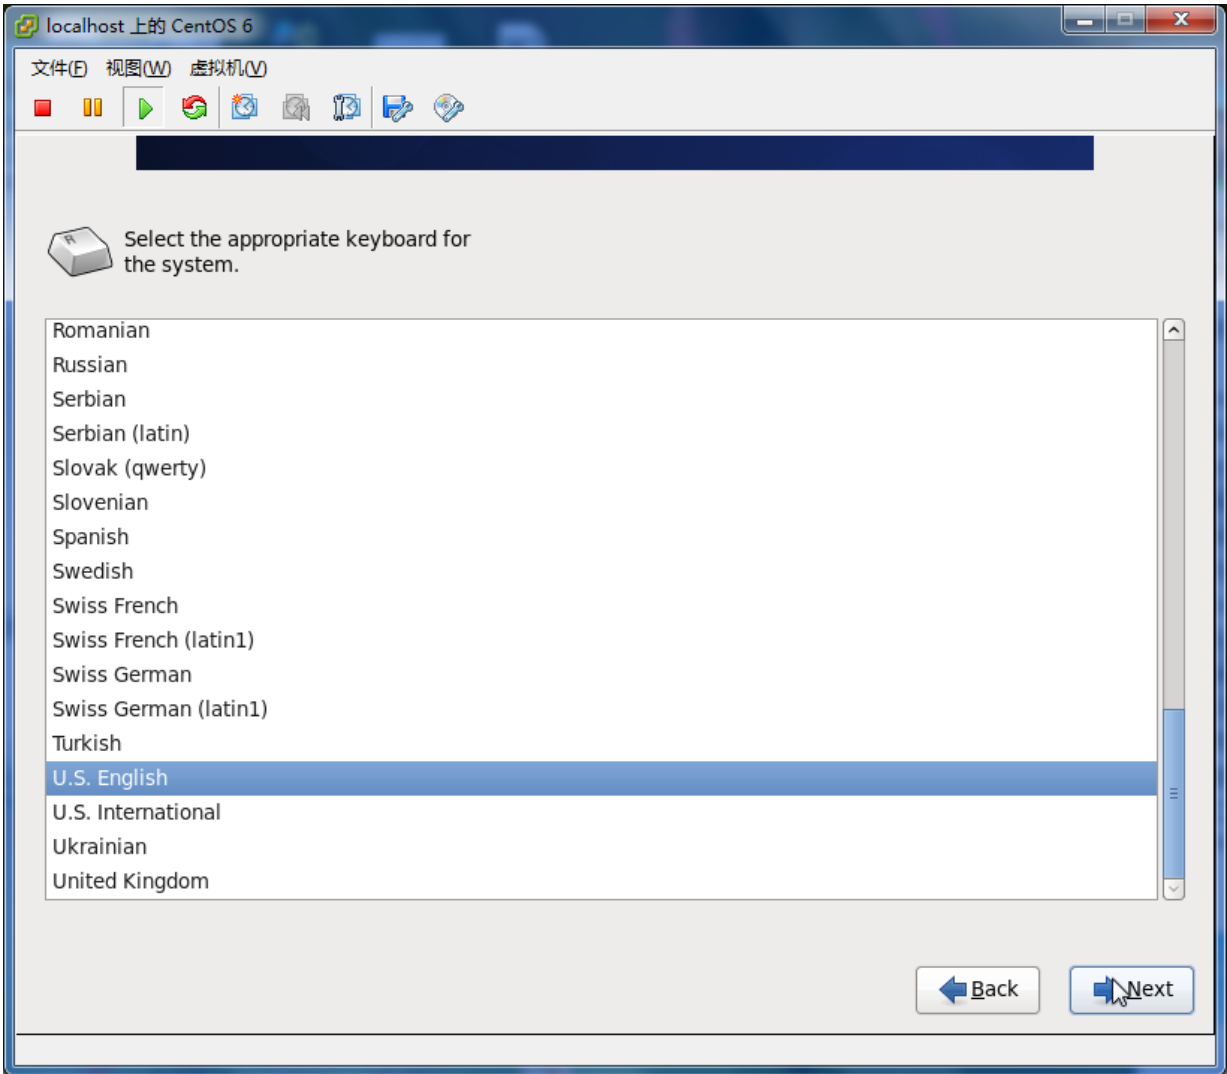 localhost 上的 CentOS 6
文件(F) 视图(W) 虚拟机(V)
Select the appropriate keyboard for
the system.
Romanian
Russian
Serbian
Serbian (latin)
Slovak (qwerty)
Slovenian
Spanish
Swedish
Swiss French
Swiss French (latin1)
Swiss German
Swiss German (latin1)
Turkish
U.S. English
U.S. International
Ukrainian
United Kingdom
Back Next